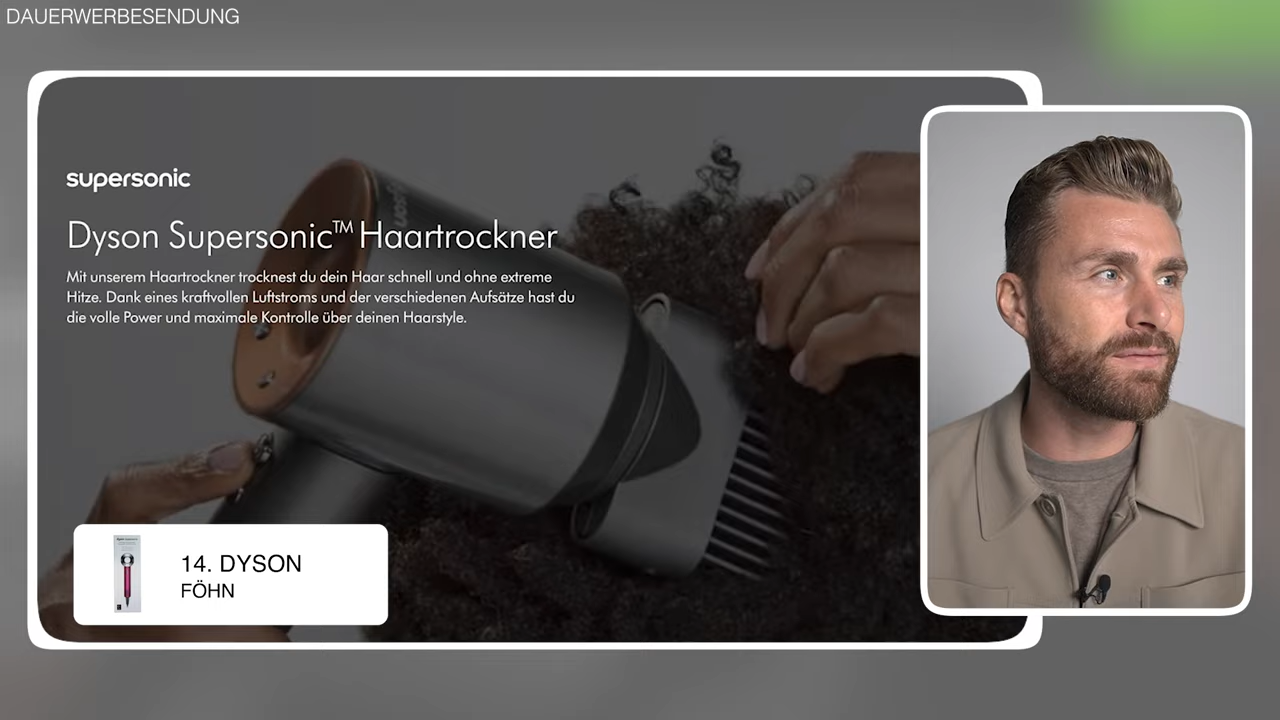 DAUERWERBESENDUNG
supersonic
Dyson Supersonic™ Haartrockner
Mit unserem Haartrockner trocknest du dein Haar schnell und ohne extreme
Hitze. Dank eines kraftvollen Luftstroms und der verschiedenen Aufsätze hast du
die volle Power und maximale Kontrolle über deinen Haarstyle.
14. DYSON
FÖHN